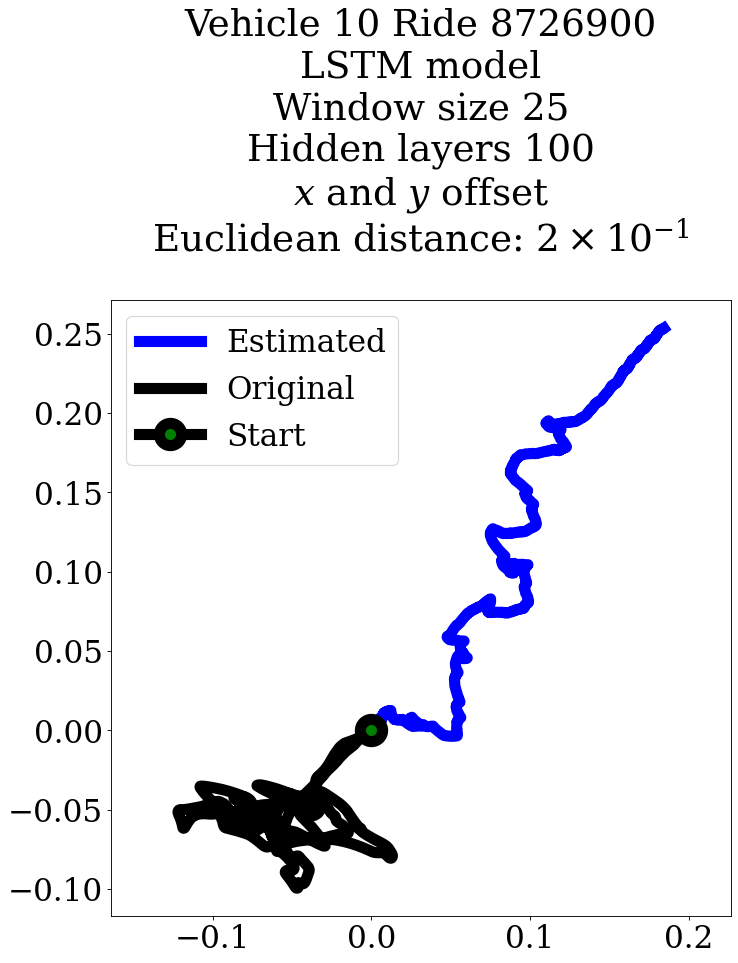 Vehicle 10 Ride 8726900
LSTM model
Window size 25
Hidden layers 100
x and y offset
Euclidean distance: 2 × 10⁻¹
Estimated
Original
Start
0.25
0.20
0.15
0.10
0.05
0.00
−0.05
−0.10
−0.1 0.0 0.1 0.2